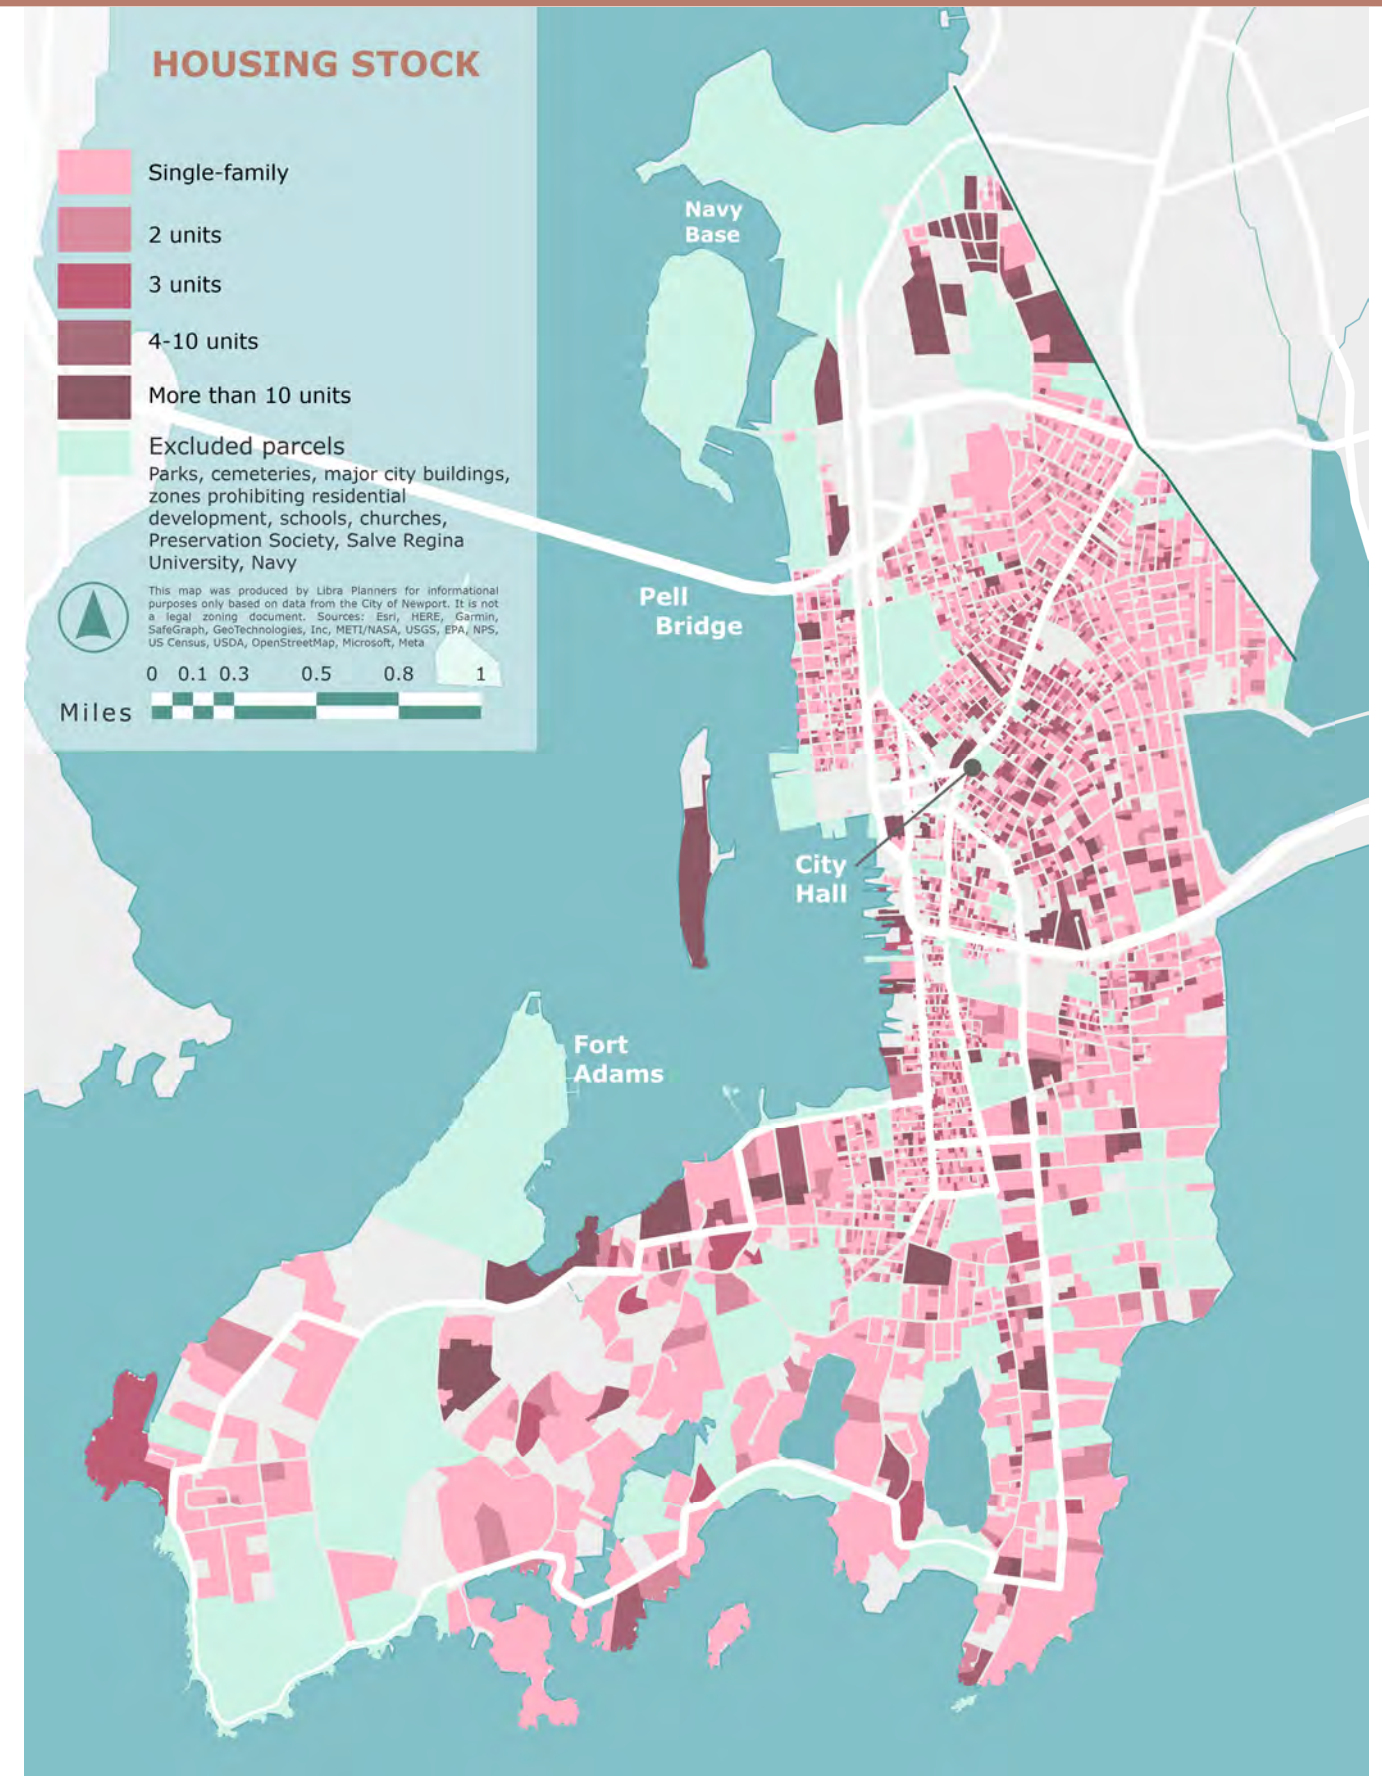 HOUSING STOCK
Single-family
2 units
3 units
4-10 units
More than 10 units
Excluded parcels
Parks, cemeteries, major city buildings,
zones prohibiting residential
development, schools, churches,
Preservation Society, Salve Regina
University, Navy
This map was produced by Libra Planners for informational
purposes only based on data from the City of Newport. It is not
a legal zoning document. Sources: Esri, HERE, Garmin,
SafeGraph, GeoTechnologies, Inc, METI/NASA, USGS, EPA, NPS,
US Census, USDA, OpenStreetMap, Microsoft, Meta
0 0.1 0.3 0.5 0.8 1
Miles
Navy
Base
Pell
Bridge
City
Hall
Fort
Adams